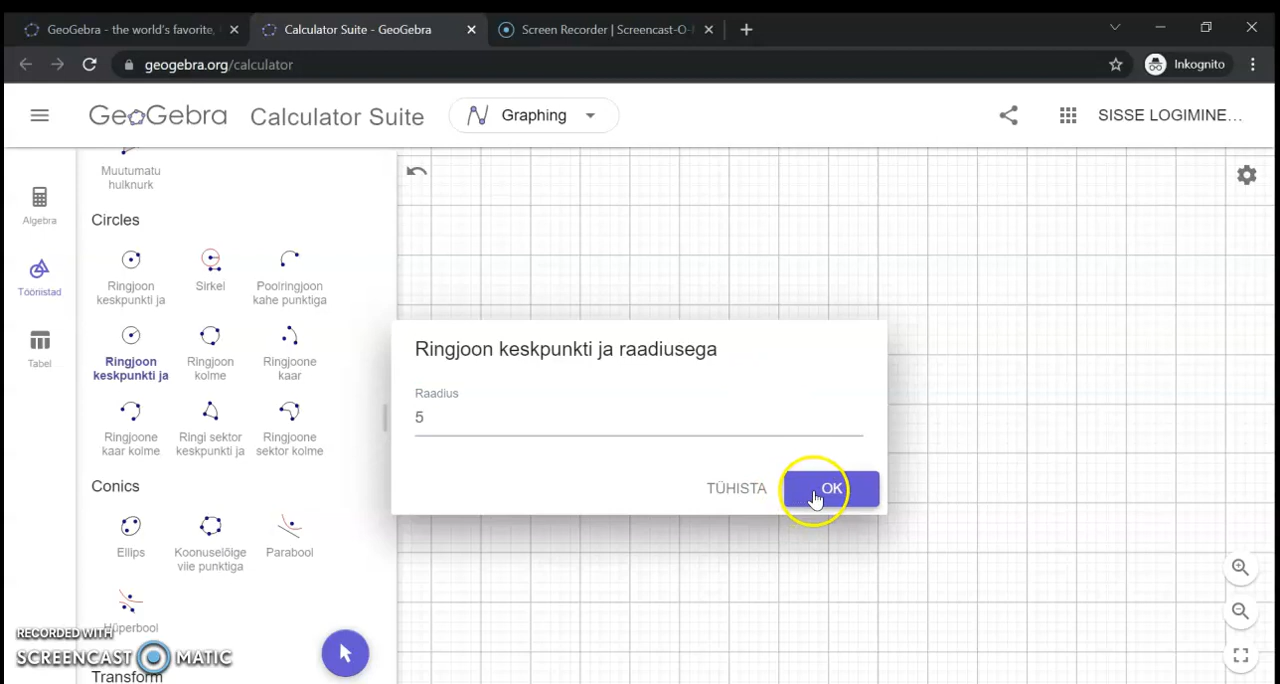 GeoGebra - the world's favorite,
Calculator Suite - GeoGebra
Screen Recorder | Screencast-O-
geogebra.org/calculator
Inkognito
GeoGebra
Calculator Suite
Graphing
SISSE LOGIMINE...
Algebra
Tööriistad
Tabel
Muutumatu
hulknurk
Circles
Ringjoon
keskpunkti ja
Sirkel
Poolringjoon
kahe punktiga
Ringjoon
keskpunkti ja
Ringjoon
kolme
Ringjoone
kaar
Ringjoone
kaar kolme
Ringi sektor
keskpunkti ja
Ringjoone
sektor kolme
Conics
Ellips
Koonuselõige
viie punktiga
Parabool
Hüperbool
Transform
Ringjoon keskpunkti ja raadiusega
Raadius
5
TÜHISTA
OK
RECORDED WITH
SCREENCAST MATIC